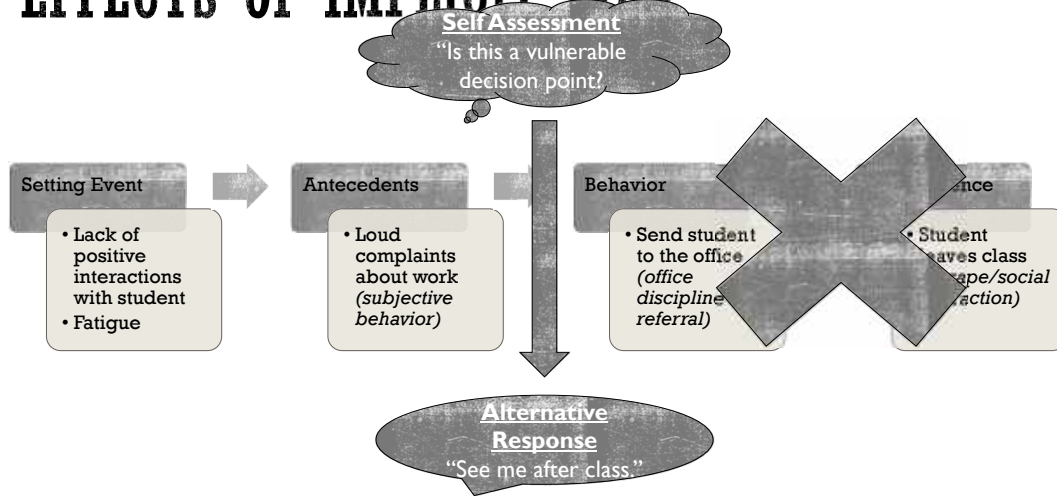 EFFECTS OF
Self Assessment
“Is this a vulnerable
decision point?
Setting Event
• Lack of
positive
interactions
with student
• Fatigue
Antecedents
• Loud
complaints
about work
(subjective
behavior)
Behavior
• Send student
to the office
(office
discipline
referral)
• Student
class
Alternative
Response
“See me after class.”